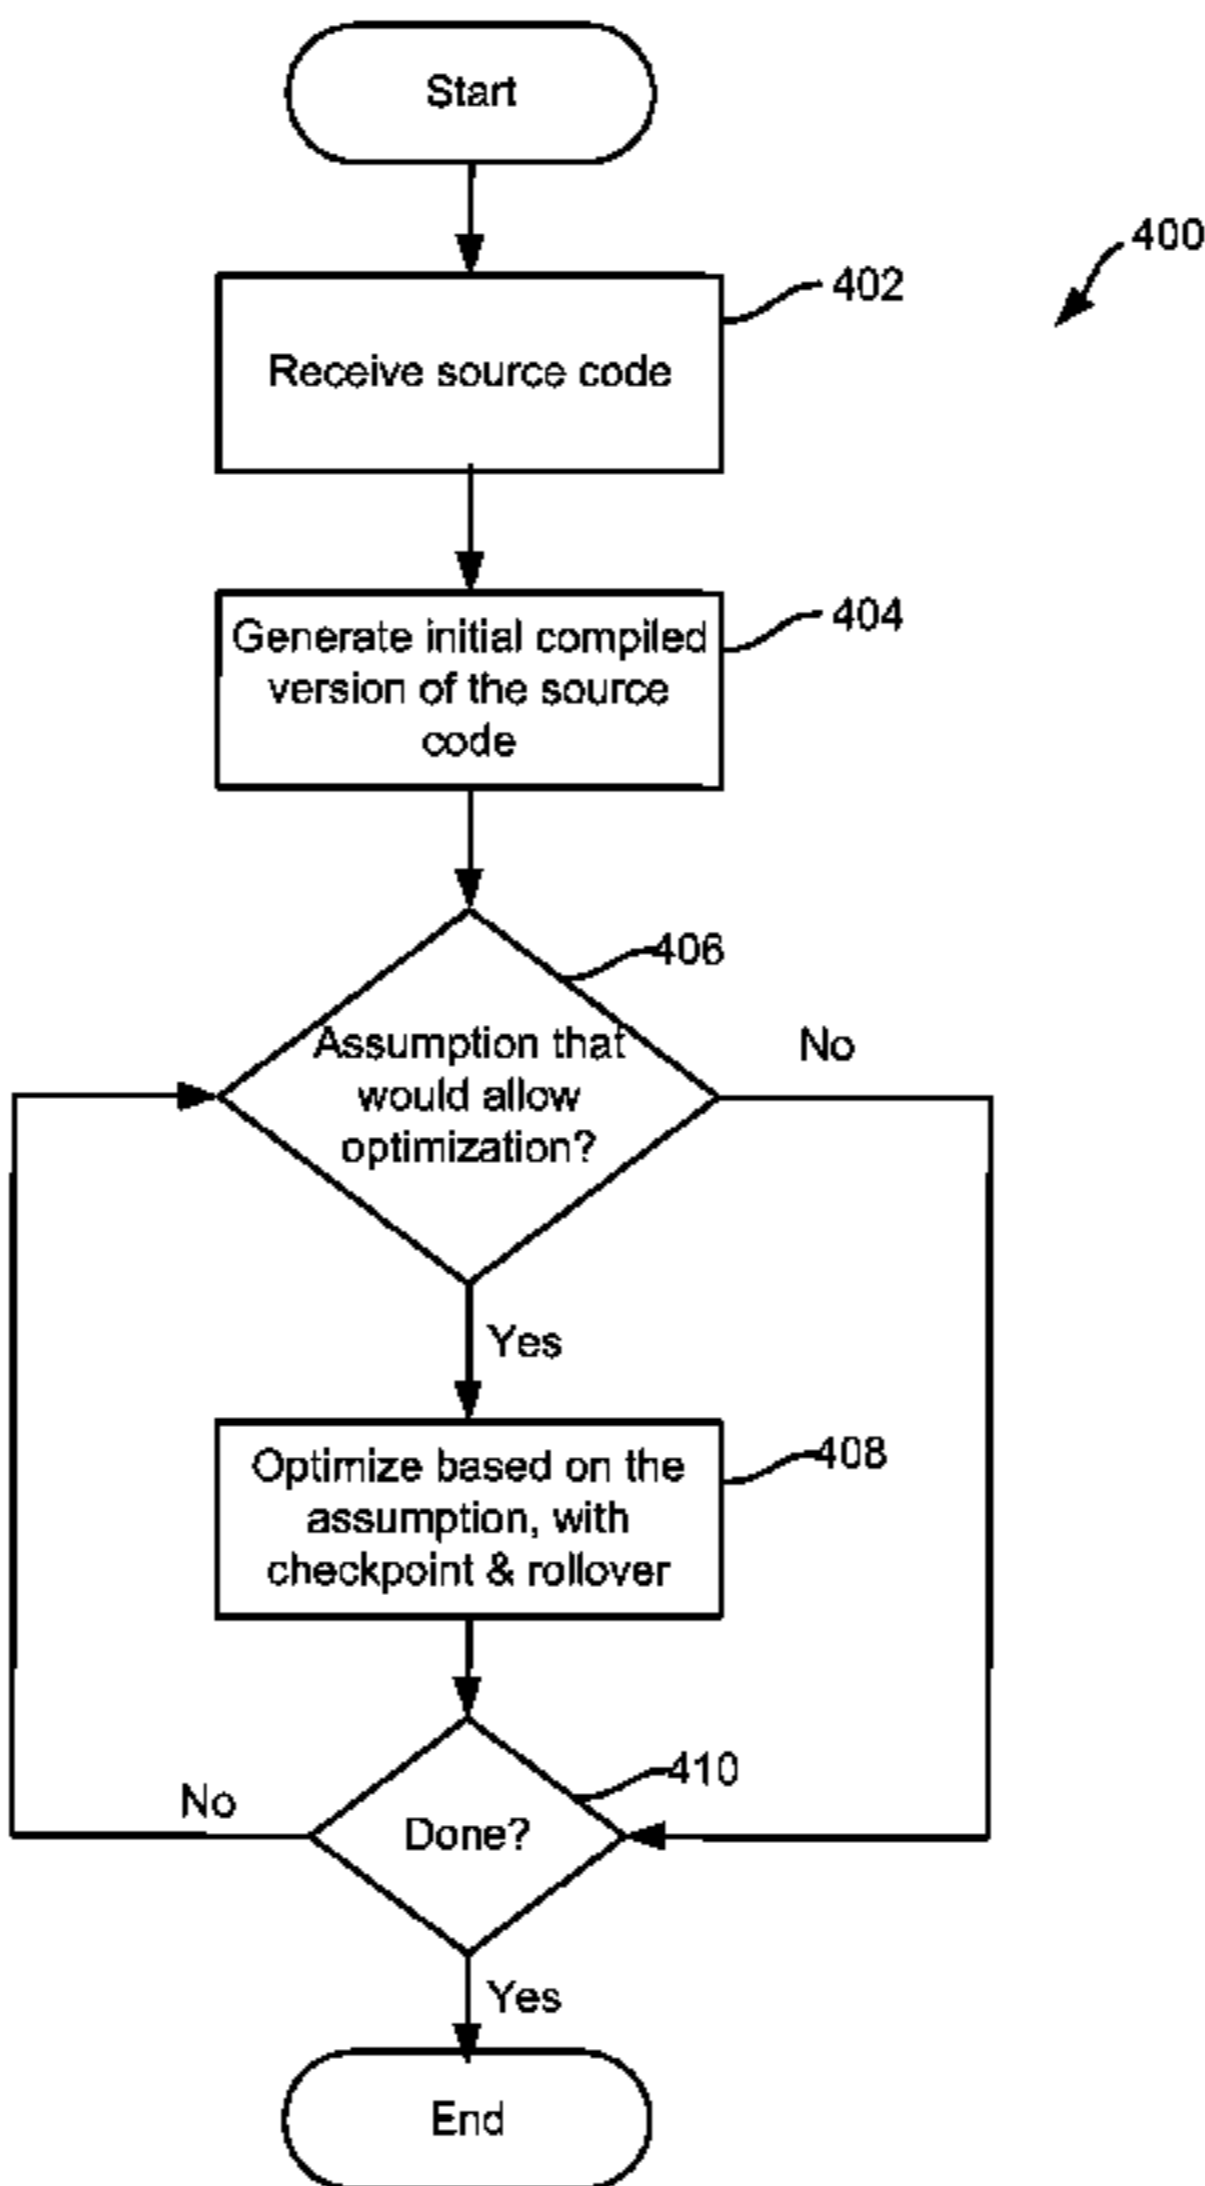 Start
400
402
Receive source code
404
Generate initial compiled
version of the source
code
406
Assumption that
would allow
optimization?
No
Yes
408
Optimize based on the
assumption, with
checkpoint & rollover
410
No
Done?
Yes
End